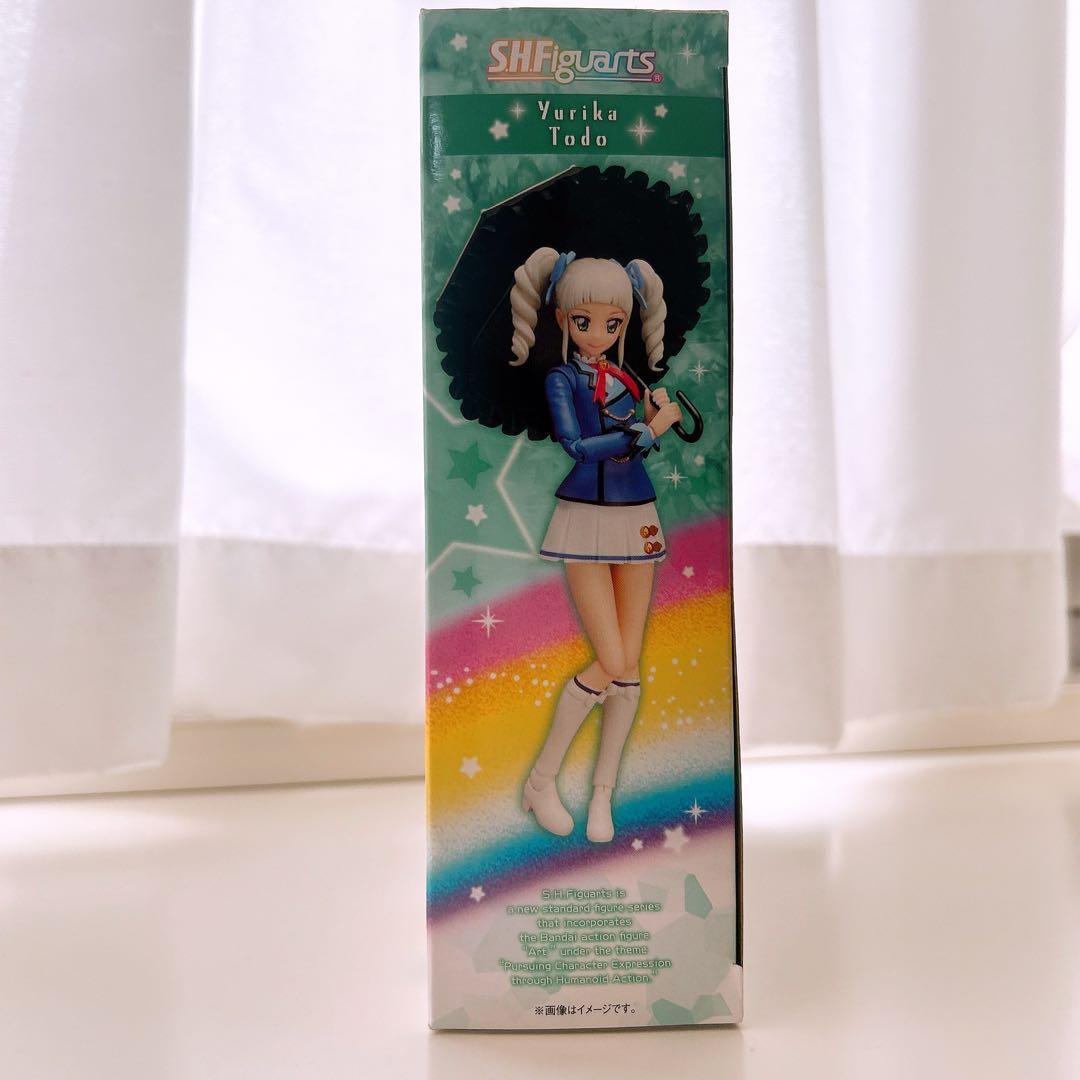 S.H.Figuarts®
Yurika
Todo
S.H.Figuarts is
a new standard figure series
that incorporates
the Bandai action figure
"Art" under the theme
"Pursuing Character Expression
through Humanoid Action."
※画像はイメージです。